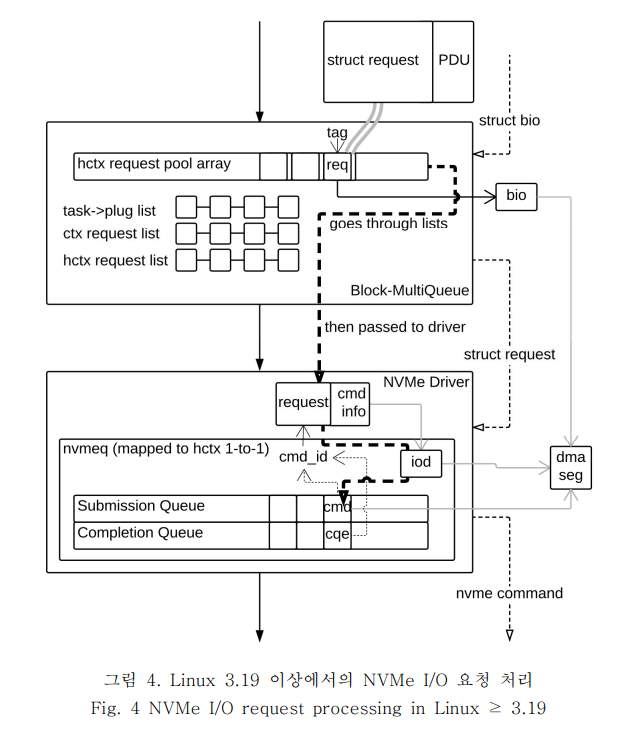 struct request
PDU
struct bio
tag
hctx request pool array
req
bio
task->plug list
goes through lists
ctx request list
hctx request list
Block-MultiQueue
then passed to driver
struct request
NVMe Driver
request
cmd
info
nvmeq (mapped to hctx 1-to-1)
cmd_id
iod
dma
seg
Submission Queue
cmd
Completion Queue
cqe
nvme command
그림 4. Linux 3.19 이상에서의 NVMe I/O 요청 처리
Fig. 4 NVMe I/O request processing in Linux ≥ 3.19